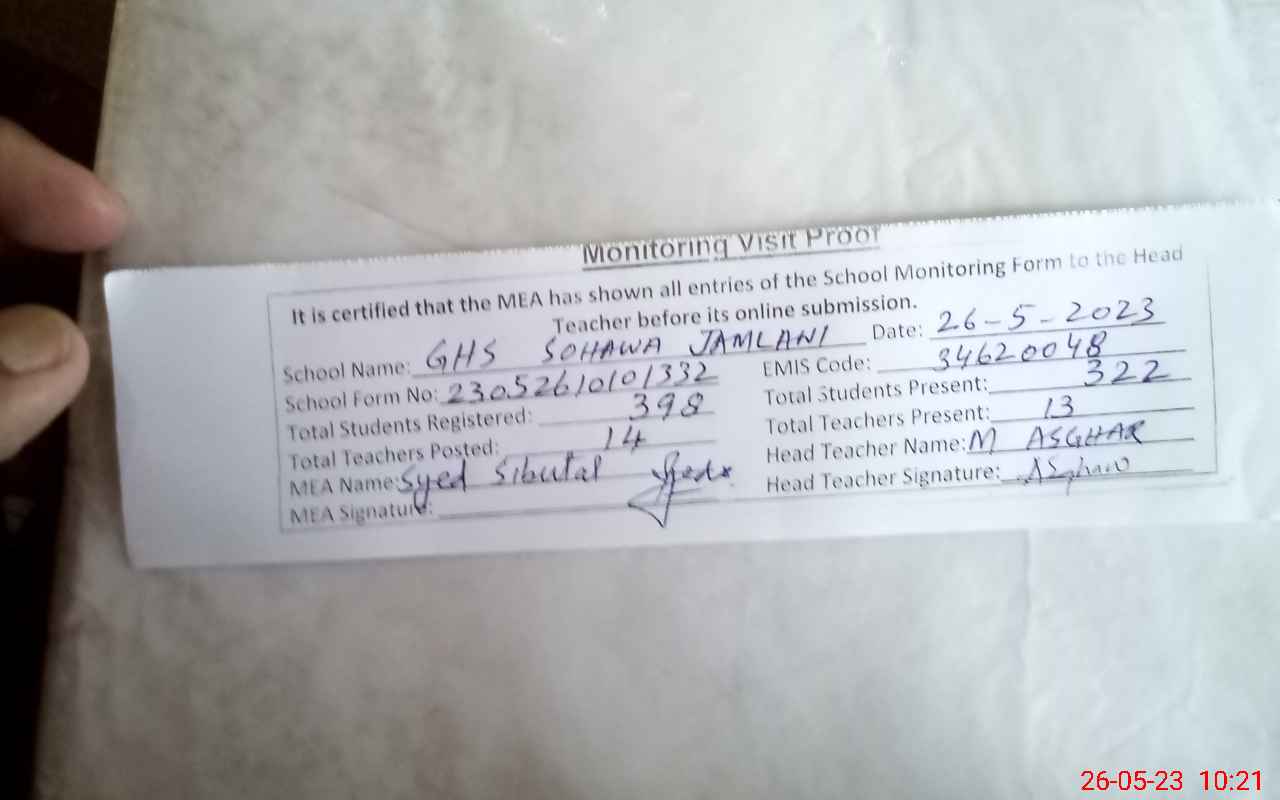 Monitoring Visit Proof
It is certified that the MEA has shown all entries of the School Monitoring Form to the Head
Teacher before its online submission.
School Name: GHS SOHAWA JAMLANI Date: 26-5-2023
School Form No: 23052610101332 EMIS Code: 34620048
Total Students Registered: 398 Total Students Present: 322
Total Teachers Posted: 14 Total Teachers Present: 13
MEA Name: Syed Sibutal Head Teacher Name: M ASGHAR
MEA Signature: Head Teacher Signature: ASghar
26-05-23 10:21